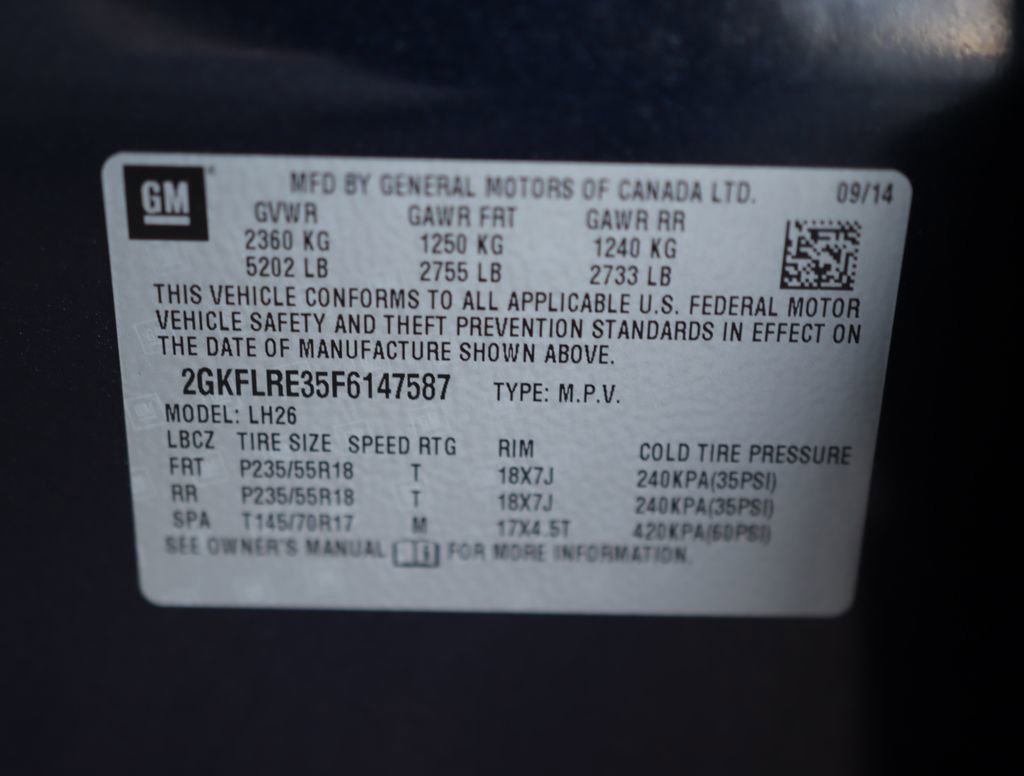 GM MFD BY GENERAL MOTORS OF CANADA LTD. 09/14
GVWR GAWR FRT GAWR RR
2360 KG 1250 KG 1240 KG
5202 LB 2755 LB 2733 LB
THIS VEHICLE CONFORMS TO ALL APPLICABLE U.S. FEDERAL MOTOR
VEHICLE SAFETY AND THEFT PREVENTION STANDARDS IN EFFECT ON
THE DATE OF MANUFACTURE SHOWN ABOVE.
2GKFLRE35F6147587 TYPE: M.P.V.
MODEL: LH26
LBCZ TIRE SIZE SPEED RTG RIM COLD TIRE PRESSURE
FRT P235/55R18 T 18X7J 240KPA(35PSI)
RR P235/55R18 T 18X7J 240KPA(35PSI)
SPA T145/70R17 M 17X4.5T 420KPA(60PSI)
SEE OWNER'S MANUAL FOR MORE INFORMATION.